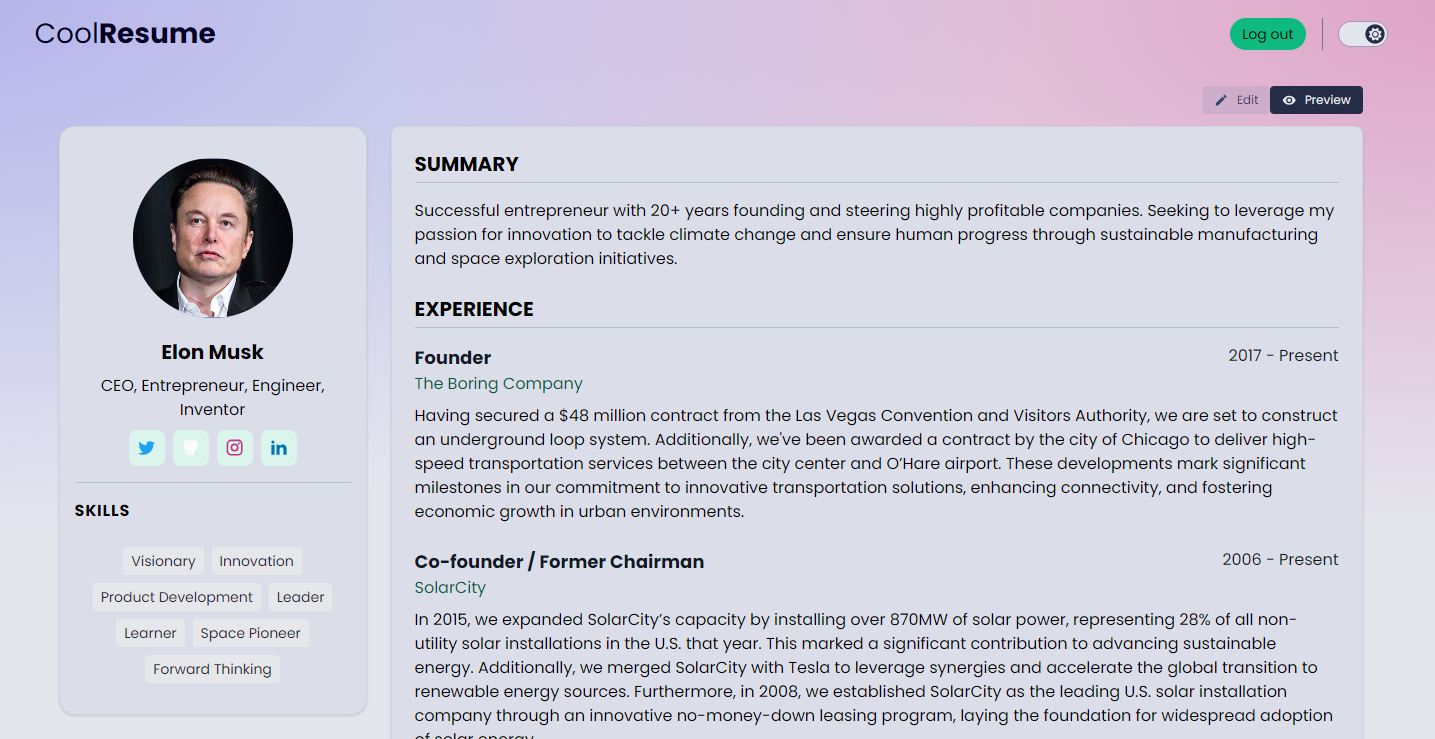 CoolResume
Log out
Edit
Preview
Elon Musk
CEO, Entrepreneur, Engineer,
Inventor
SKILLS
Visionary
Innovation
Product Development
Leader
Learner
Space Pioneer
Forward Thinking
SUMMARY
Successful entrepreneur with 20+ years founding and steering highly profitable companies. Seeking to leverage my
passion for innovation to tackle climate change and ensure human progress through sustainable manufacturing
and space exploration initiatives.
EXPERIENCE
Founder
2017 - Present
The Boring Company
Having secured a $48 million contract from the Las Vegas Convention and Visitors Authority, we are set to construct
an underground loop system. Additionally, we've been awarded a contract by the city of Chicago to deliver high-
speed transportation services between the city center and O’Hare airport. These developments mark significant
milestones in our commitment to innovative transportation solutions, enhancing connectivity, and fostering
economic growth in urban environments.
Co-founder / Former Chairman
2006 - Present
SolarCity
In 2015, we expanded SolarCity’s capacity by installing over 870MW of solar power, representing 28% of all non-
utility solar installations in the U.S. that year. This marked a significant contribution to advancing sustainable
energy. Additionally, we merged SolarCity with Tesla to leverage synergies and accelerate the global transition to
renewable energy sources. Furthermore, in 2008, we established SolarCity as the leading U.S. solar installation
company through an innovative no-money-down leasing program, laying the foundation for widespread adoption
of solar energy.